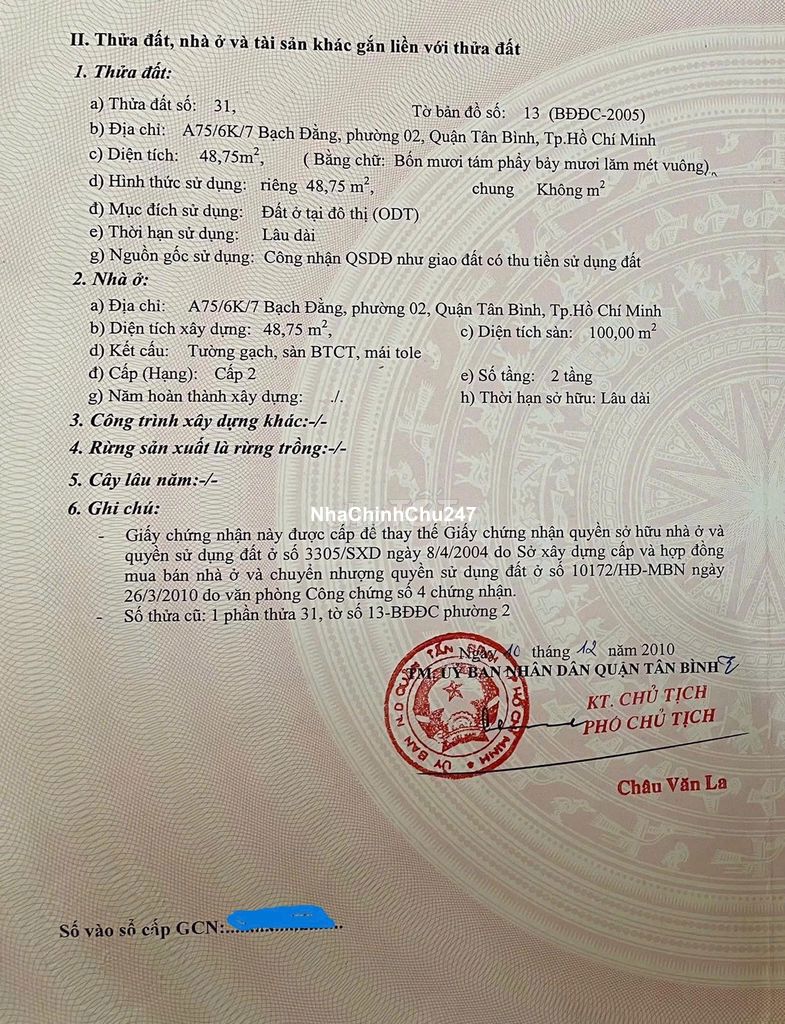 II. Thửa đất, nhà ở và tài sản khác gắn liền với thửa đất
1. Thửa đất:
a) Thửa đất số: 31, Tờ bản đồ số: 13 (BĐĐC-2005)
b) Địa chỉ: A75/6K/7 Bạch Đằng, phường 02, Quận Tân Bình, Tp.Hồ Chí Minh
c) Diện tích: 48,75m², ( Bằng chữ: Bốn mươi tám phẩy bảy mươi lăm mét vuông)
d) Hình thức sử dụng: riêng 48,75 m², chung Không m²
đ) Mục đích sử dụng: Đất ở tại đô thị (ODT)
e) Thời hạn sử dụng: Lâu dài
g) Nguồn gốc sử dụng: Công nhận QSDĐ như giao đất có thu tiền sử dụng đất
2. Nhà ở:
a) Địa chỉ: A75/6K/7 Bạch Đằng, phường 02, Quận Tân Bình, Tp.Hồ Chí Minh
b) Diện tích xây dựng: 48,75 m², c) Diện tích sàn: 100,00 m²
d) Kết cấu: Tường gạch, sàn BTCT, mái tole
đ) Cấp (Hạng): Cấp 2 e) Số tầng: 2 tầng
g) Năm hoàn thành xây dựng: ./. h) Thời hạn sở hữu: Lâu dài
3. Công trình xây dựng khác:-/-
4. Rừng sản xuất là rừng trồng:-/-
5. Cây lâu năm:-/-
6. Ghi chú:
NhaChinhChu247
- Giấy chứng nhận này được cấp để thay thế Giấy chứng nhận quyền sở hữu nhà ở và
quyền sử dụng đất ở số 3305/SXD ngày 8/4/2004 do Sở xây dựng cấp và hợp đồng
mua bán nhà ở và chuyển nhượng quyền sử dụng đất ở số 10172/HĐ-MBN ngày
26/3/2010 do văn phòng Công chứng số 4 chứng nhận.
- Số thửa cũ: 1 phần thửa 31, tờ số 13-BĐĐC phường 2
Ngày 10 tháng 12 năm 2010
TM. UỶ BAN NHÂN DÂN QUẬN TÂN BÌNH
KT. CHỦ TỊCH
PHÓ CHỦ TỊCH
ỦY BAN N.D QUẬN TÂN BÌNH TP HỒ CHÍ MINH
Châu Văn La
Số vào sổ cấp GCN: